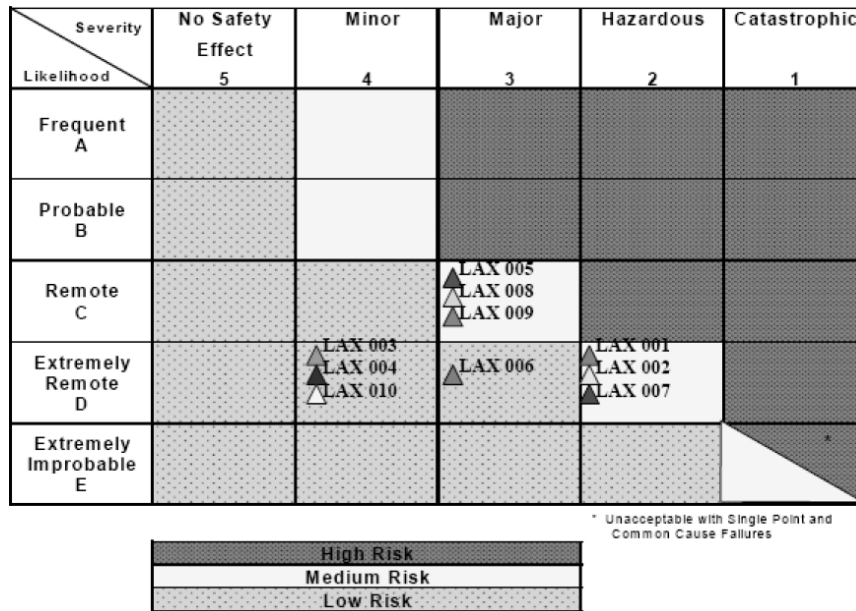 Severity
Likelihood
No Safety
Effect
5
Minor
4
Major
3
Hazardous
2
Catastrophic
1
Frequent
A
Probable
B
Remote
C
LAX 005
LAX 008
LAX 009
Extremely
Remote
D
LAX 003
LAX 004
LAX 010
LAX 006
LAX 001
LAX 002
LAX 007
Extremely
Improbable
E
*
* Unacceptable with Single Point and
Common Cause Failures
High Risk
Medium Risk
Low Risk